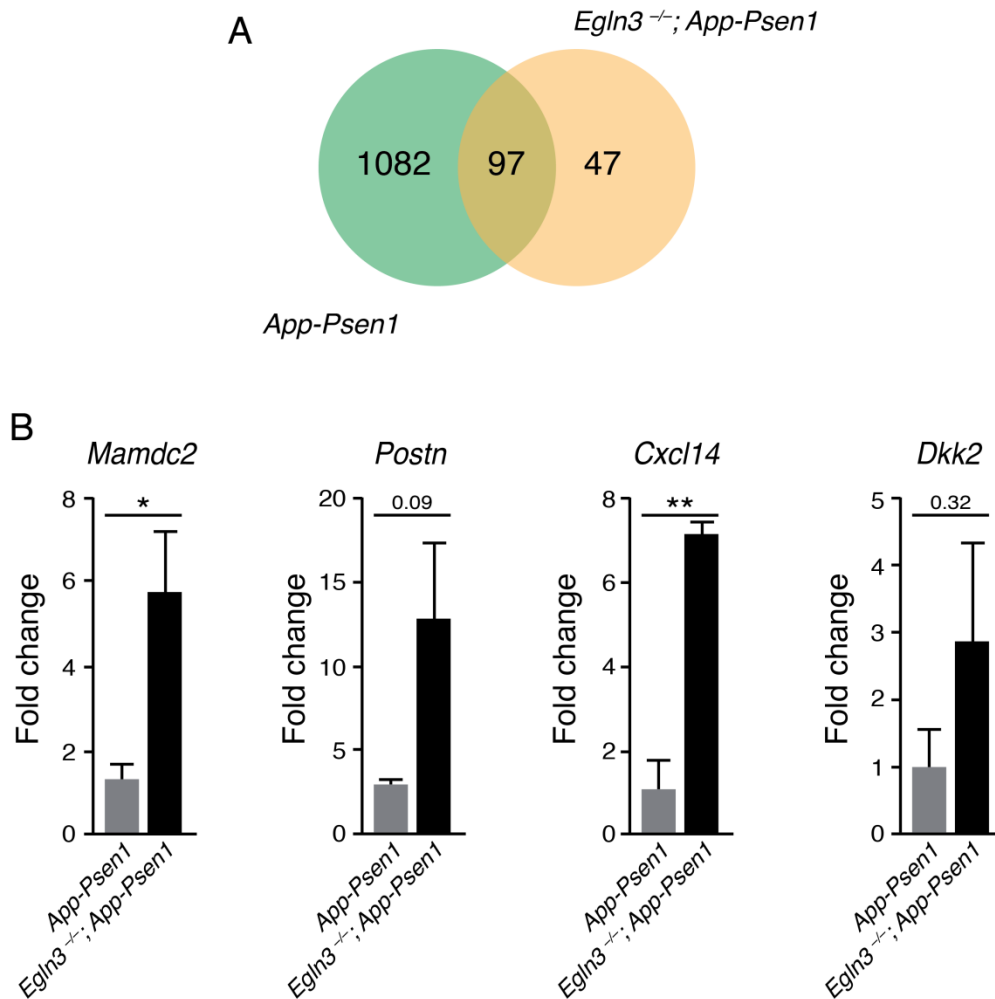 A
Egln3 ⁻/⁻; App-Psen1
1082
97
47
App-Psen1
B
Mamdc2
Postn
Cxcl14
Dkk2
*
0.09
**
0.32
Fold change
8
6
4
2
0
Fold change
20
15
10
5
0
Fold change
8
6
4
2
0
Fold change
5
4
3
2
1
0
App-Psen1
Egln3 ⁻/⁻; App-Psen1
App-Psen1
Egln3 ⁻/⁻; App-Psen1
App-Psen1
Egln3 ⁻/⁻; App-Psen1
App-Psen1
Egln3 ⁻/⁻; App-Psen1